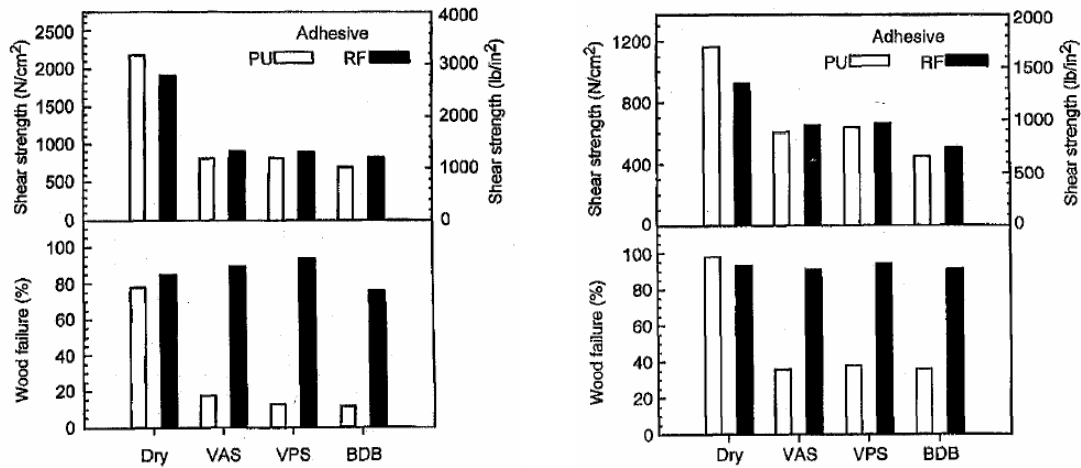 Shear strength (N/cm²)
2500
2000
1500
1000
500
0
Adhesive
PU RF
4000
3000
2000
1000
0
Shear strength (lb/in²)
Wood failure (%)
100
80
60
40
20
0
Dry VAS VPS BDB
Shear strength (N/cm²)
1200
800
400
0
Adhesive
PU RF
2000
1500
1000
500
0
Shear strength (lb/in²)
Wood failure (%)
100
80
60
40
20
0
Dry VAS VPS BDB